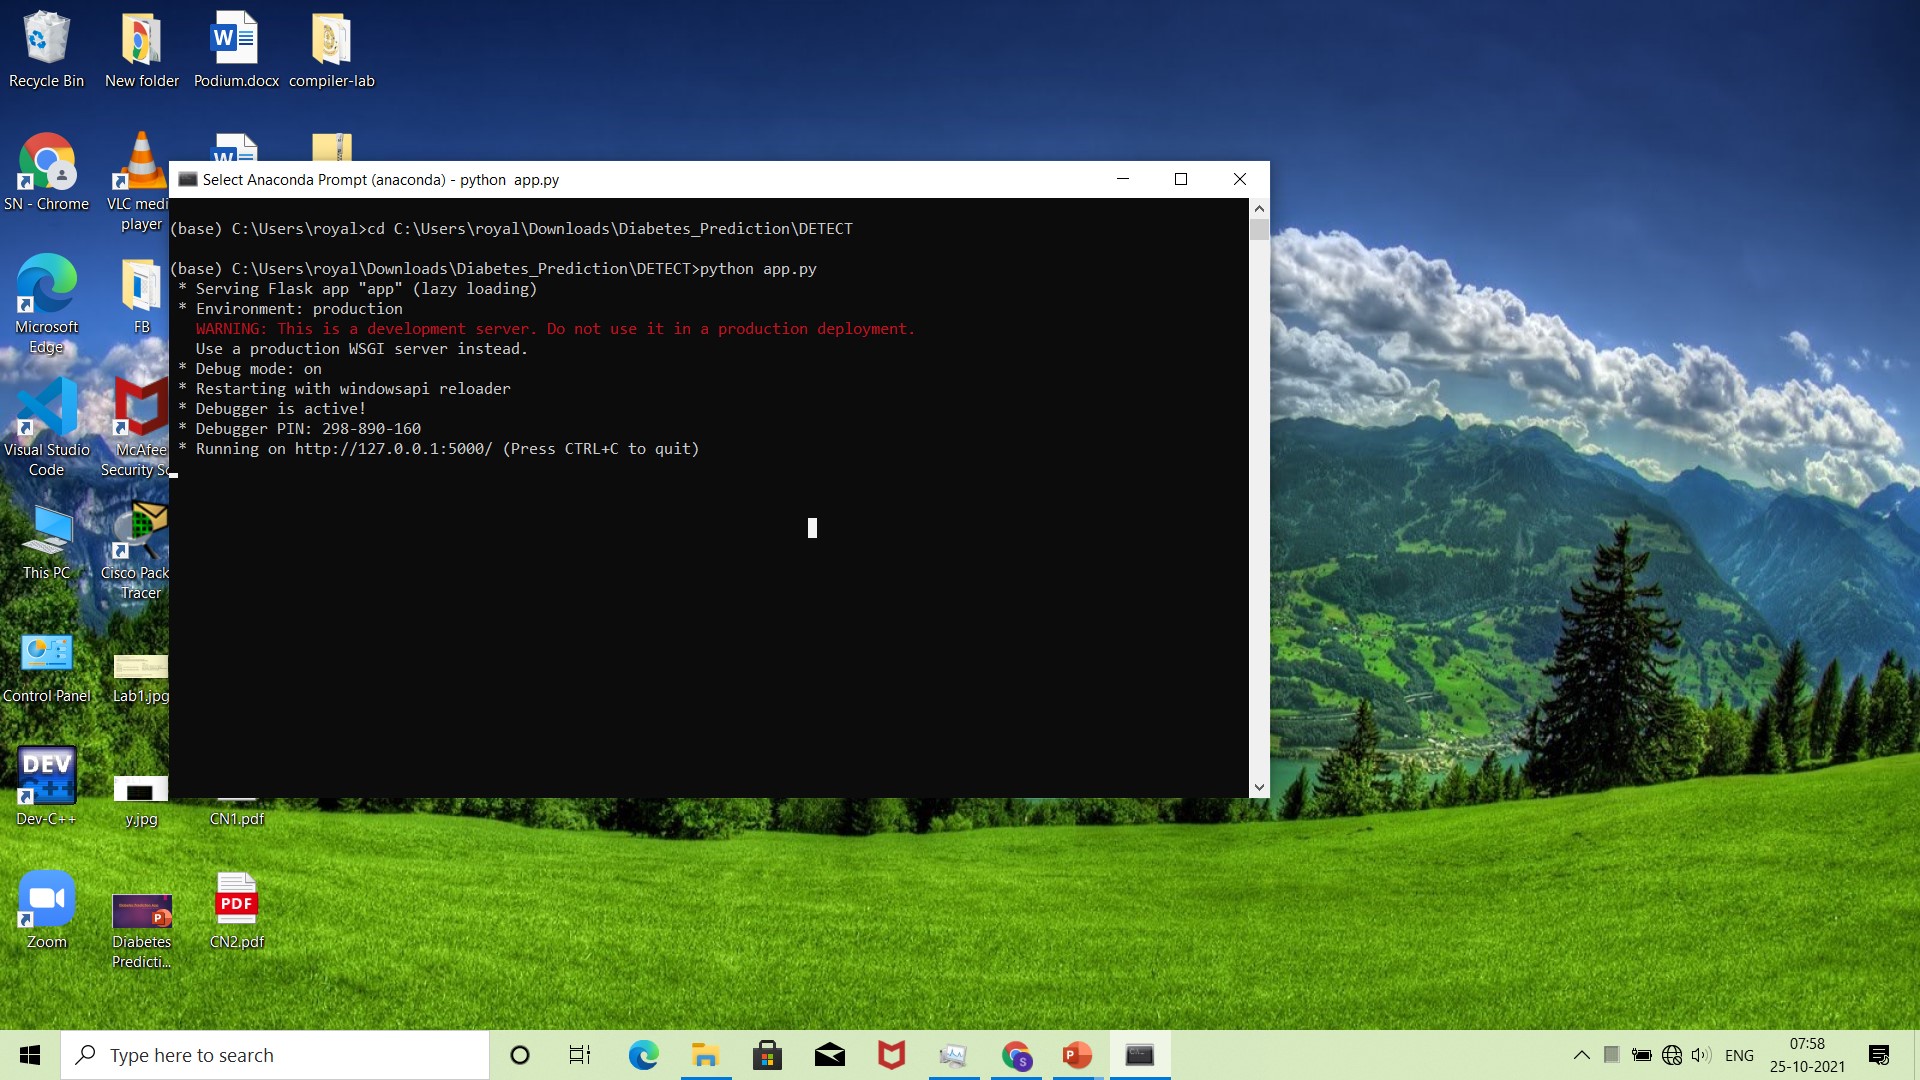 Recycle Bin
New folder
Podium.docx
compiler-lab
SN - Chrome
VLC medi
player
Microsoft
Edge
FB
Visual Studio
Code
McAfee
Security Sc
This PC
Cisco Pack
Tracer
Control Panel
Lab1.jpg
DEV
C++
Dev-C++
y.jpg
CN1.pdf
Zoom
Diabetes
Predicti...
PDF
CN2.pdf
Select Anaconda Prompt (anaconda) - python  app.py
(base) C:\Users\royal>cd C:\Users\royal\Downloads\Diabetes_Prediction\DETECT
(base) C:\Users\royal\Downloads\Diabetes_Prediction\DETECT>python app.py
* Serving Flask app "app" (lazy loading)
* Environment: production
WARNING: This is a development server. Do not use it in a production deployment.
Use a production WSGI server instead.
* Debug mode: on
* Restarting with windowsapi reloader
* Debugger is active!
* Debugger PIN: 298-890-160
* Running on http://127.0.0.1:5000/ (Press CTRL+C to quit)
Type here to search
ENG
07:58
25-10-2021